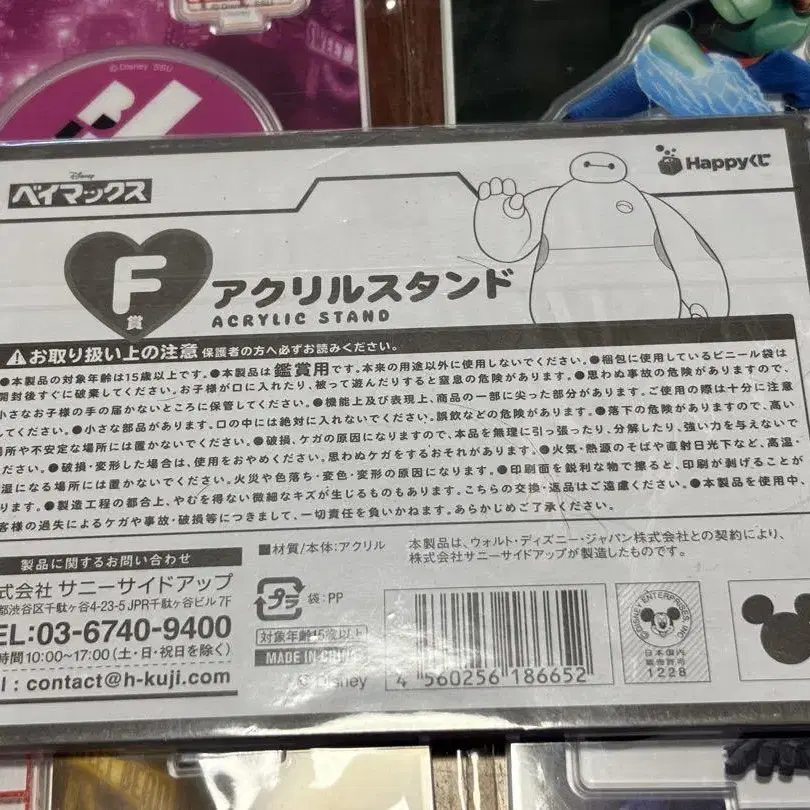 © Disney
© Disney SSU
SWEET
Disney
ベイマックス
Happyくじ
F
賞
アクリルスタンド
ACRYLIC STAND
お取り扱い上の注意 保護者の方へ必ずお読みください。
●本製品の対象年齢は15歳以上です。●本製品は鑑賞用です。本来の用途以外に使用しないでください。●梱包に使用しているビニール袋は
開封後すぐに破棄してください。お子様が口に入れたり、被って遊んだりすると窒息の危険があります。●思わぬ事故の危険がありますので、
小さなお子様の手の届かないところに保管してください。●機能上及び表現上、商品の一部に尖った部分があります。ご使用の際は十分に注意
してください。●小さな部品があります。口の中には絶対に入れないでください。誤飲などの危険があります。●落下の危険がありますので、高い
場所や不安定な場所には置かないでください。●破損、ケガの原因になりますので、本品を無理に引っ張ったり、分解したり、強い力を与えないで
●破損・変形した場合は、使用をおやめください。思わぬケガをするおそれがあります。●火気・熱源のそばや直射日光下など、高温・
湿になる場所には置かないでください。火災や色落ち・変色・変形の原因になります。●印刷面を鋭利な物で擦ると、印刷が剥げることが
ります。●製造工程の都合上、やむを得ない微細なキズが生じるものもあります。こちらの交換・返品はご遠慮ください。●本製品を使用中、
客様の過失によるケガや事故・破損等につきまして、一切責任を負いかねます。あらかじめご了承ください。
製品に関するお問い合わせ
式会社 サニーサイドアップ
都渋谷区千駄ヶ谷4-23-5 JPR千駄ヶ谷ビル 7F
EL:03-6740-9400
時間 10:00~17:00 (土・日・祝日を除く)
l : contact@h-kuji.com
■材質/本体:アクリル
プラ
袋:PP
対象年齢15歳以上
MADE IN CHINA
© Disney
本製品は、ウォルト・ディズニー・ジャパン株式会社との契約により、
株式会社サニーサイドアップが製造したものです。
4 560256 186652
©DISNEY ENTERPRISES, INC.
日本国内
販売許可
1228